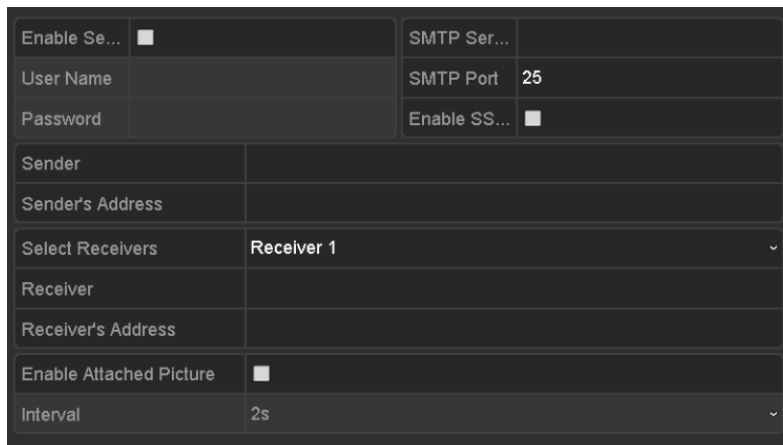 Enable Se...
SMTP Ser...
User Name
SMTP Port 25
Password
Enable SS...
Sender
Sender's Address
Select Receivers Receiver 1
Receiver
Receiver's Address
Enable Attached Picture
Interval 2s